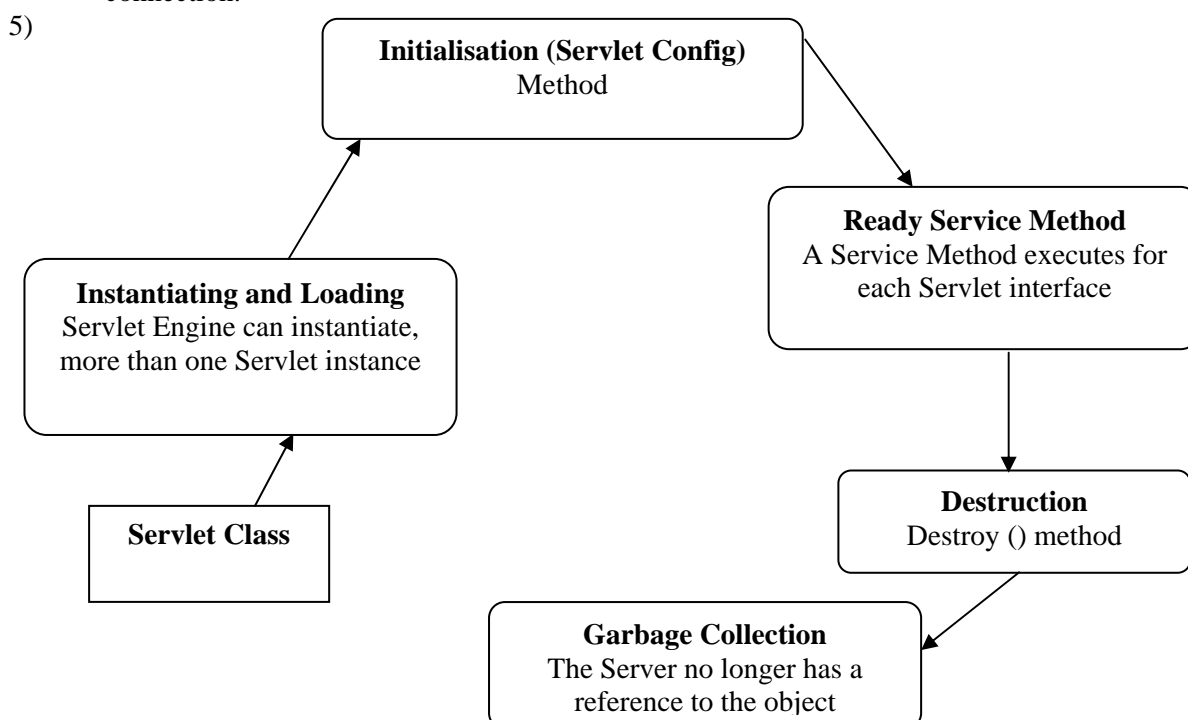 connection.
5)
Initialisation (Servlet Config)
Method
Ready Service Method
A Service Method executes for
each Servlet interface
Instantiating and Loading
Servlet Engine can instantiate,
more than one Servlet instance
Destruction
Destroy () method
Servlet Class
Garbage Collection
The Server no longer has a
reference to the object